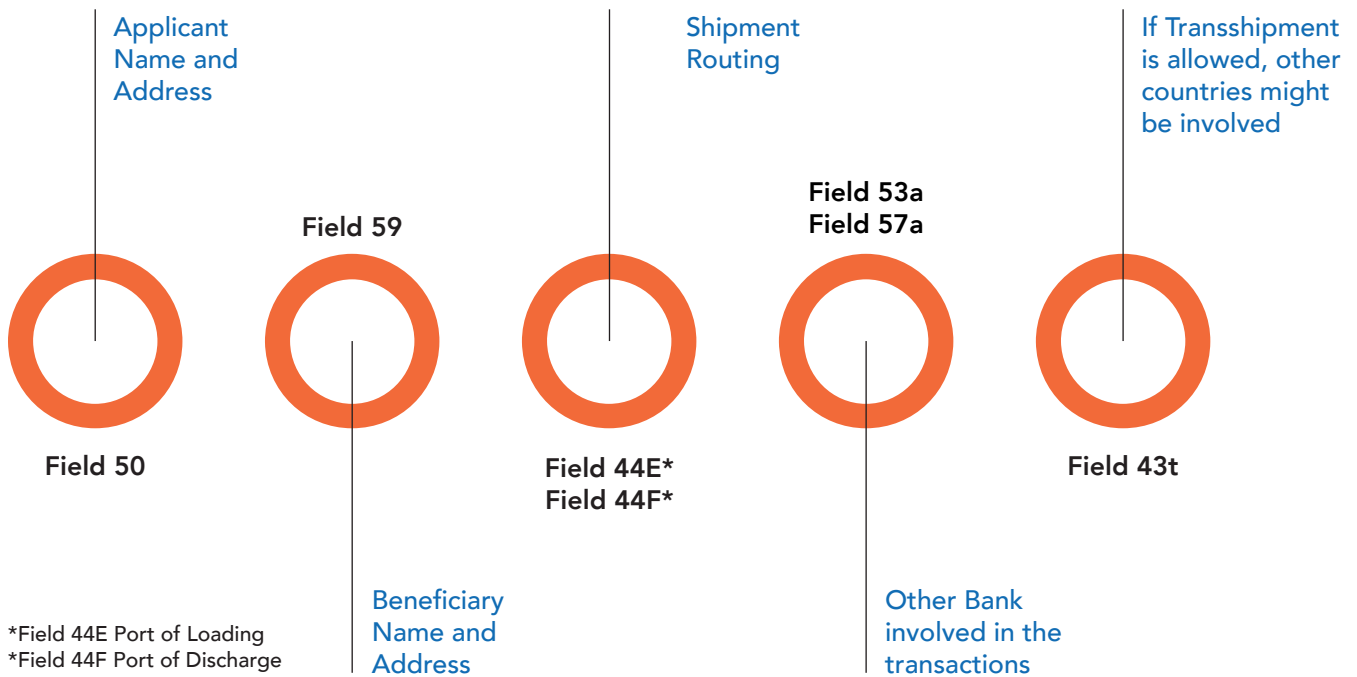 Applicant
Name and
Address
Shipment
Routing
If Transshipment
is allowed, other
countries might
be involved
Field 59
Field 53a
Field 57a
Field 50
Field 44E*
Field 44F*
Field 43t
Beneficiary
Name and
Address
Other Bank
involved in the
transactions
*Field 44E Port of Loading
*Field 44F Port of Discharge